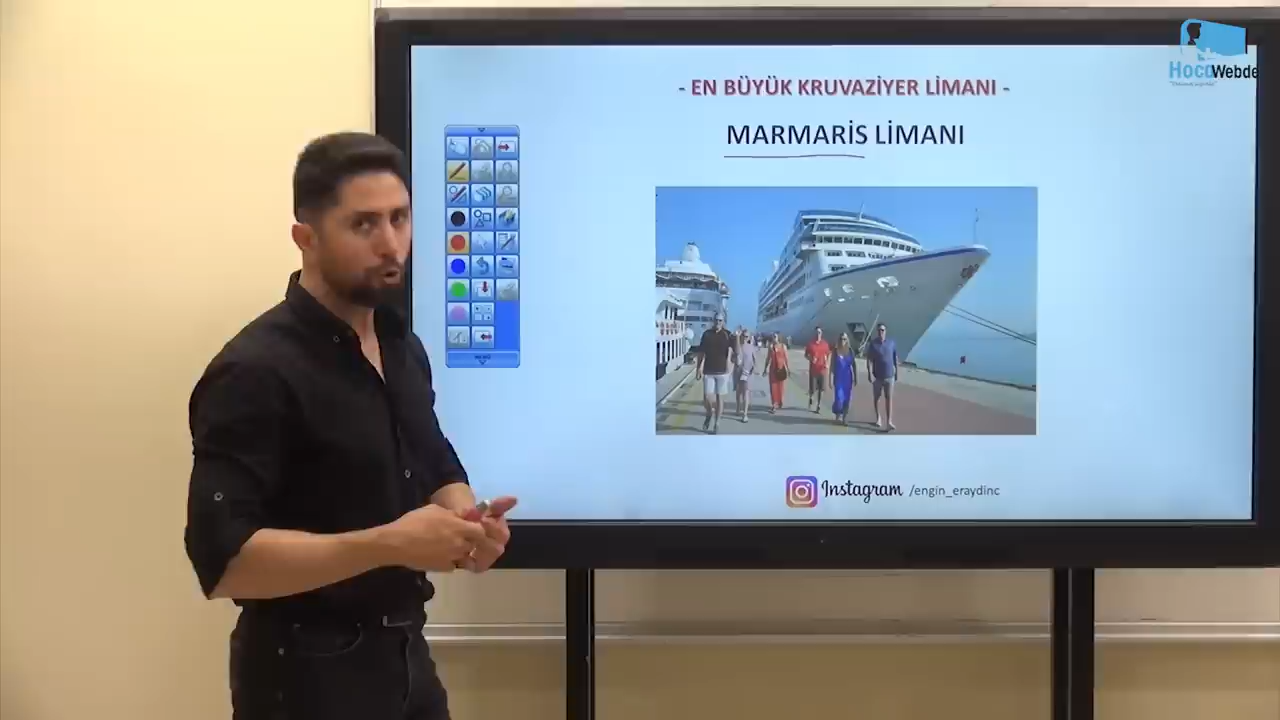 HocaWebde
- EN BÜYÜK KRUVAZİYER LİMANI -
MARMARİS LİMANI
Instagram /engin_eraydinc